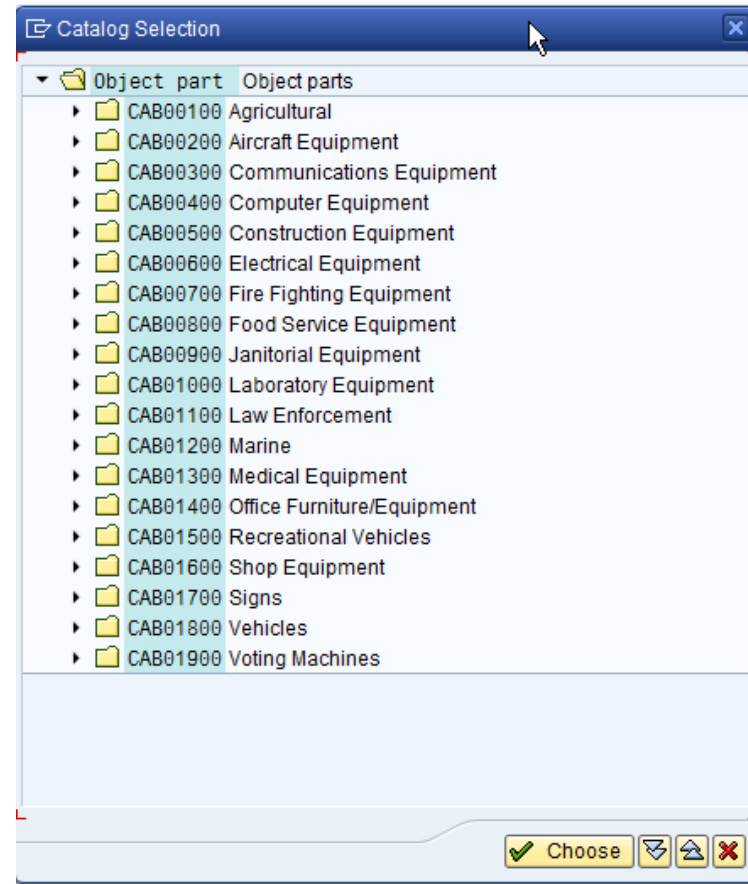 Catalog Selection
Object part Object parts
CAB00100 Agricultural
CAB00200 Aircraft Equipment
CAB00300 Communications Equipment
CAB00400 Computer Equipment
CAB00500 Construction Equipment
CAB00600 Electrical Equipment
CAB00700 Fire Fighting Equipment
CAB00800 Food Service Equipment
CAB00900 Janitorial Equipment
CAB01000 Laboratory Equipment
CAB01100 Law Enforcement
CAB01200 Marine
CAB01300 Medical Equipment
CAB01400 Office Furniture/Equipment
CAB01500 Recreational Vehicles
CAB01600 Shop Equipment
CAB01700 Signs
CAB01800 Vehicles
CAB01900 Voting Machines
Choose